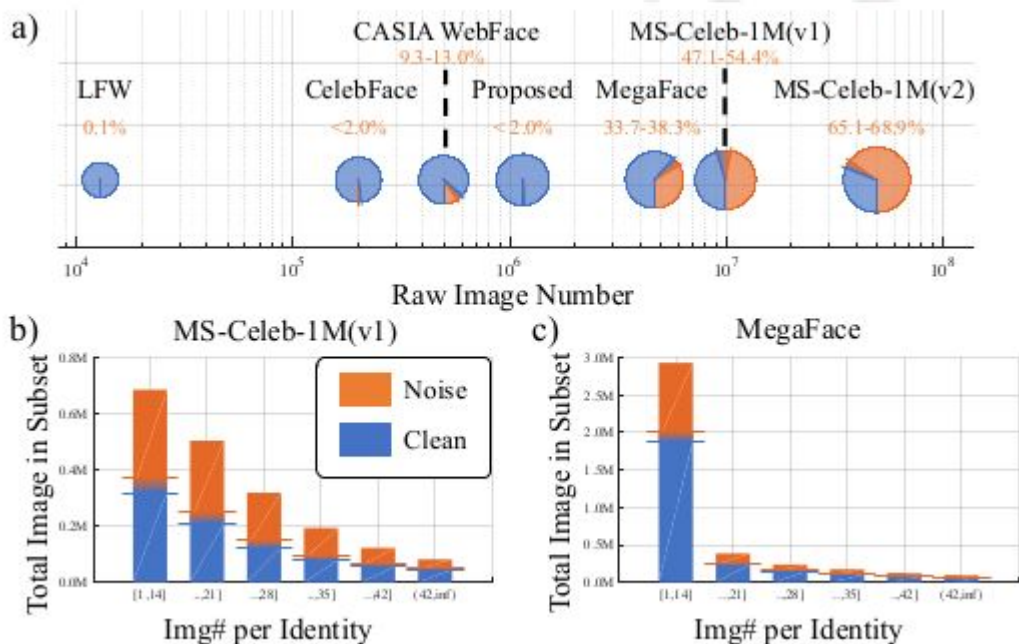 a)
CASIA WebFace
9.3-13.0%
MS-Celeb-1M(v1)
47.1-54.4%
LFW
0.1%
CelebFace
<2.0%
Proposed
<2.0%
MegaFace
33.7-38.3%
MS-Celeb-1M(v2)
65.1-68.9%
10^4 10^5 10^6 10^7 10^8
Raw Image Number
b)
MS-Celeb-1M(v1)
Total Image in Subset
0.8M
0.6M
0.4M
0.2M
0.0M
Noise
Clean
[1,14] ...,21] ...,28] ...,35] ...,42] (42,inf)
Img# per Identity
c)
MegaFace
Total Image in Subset
3.0M
2.5M
2.0M
1.5M
1.0M
0.5M
0.0M
[1,14] ...,21] ...,28] ...,35] ...,42] (42,inf)
Img# per Identity